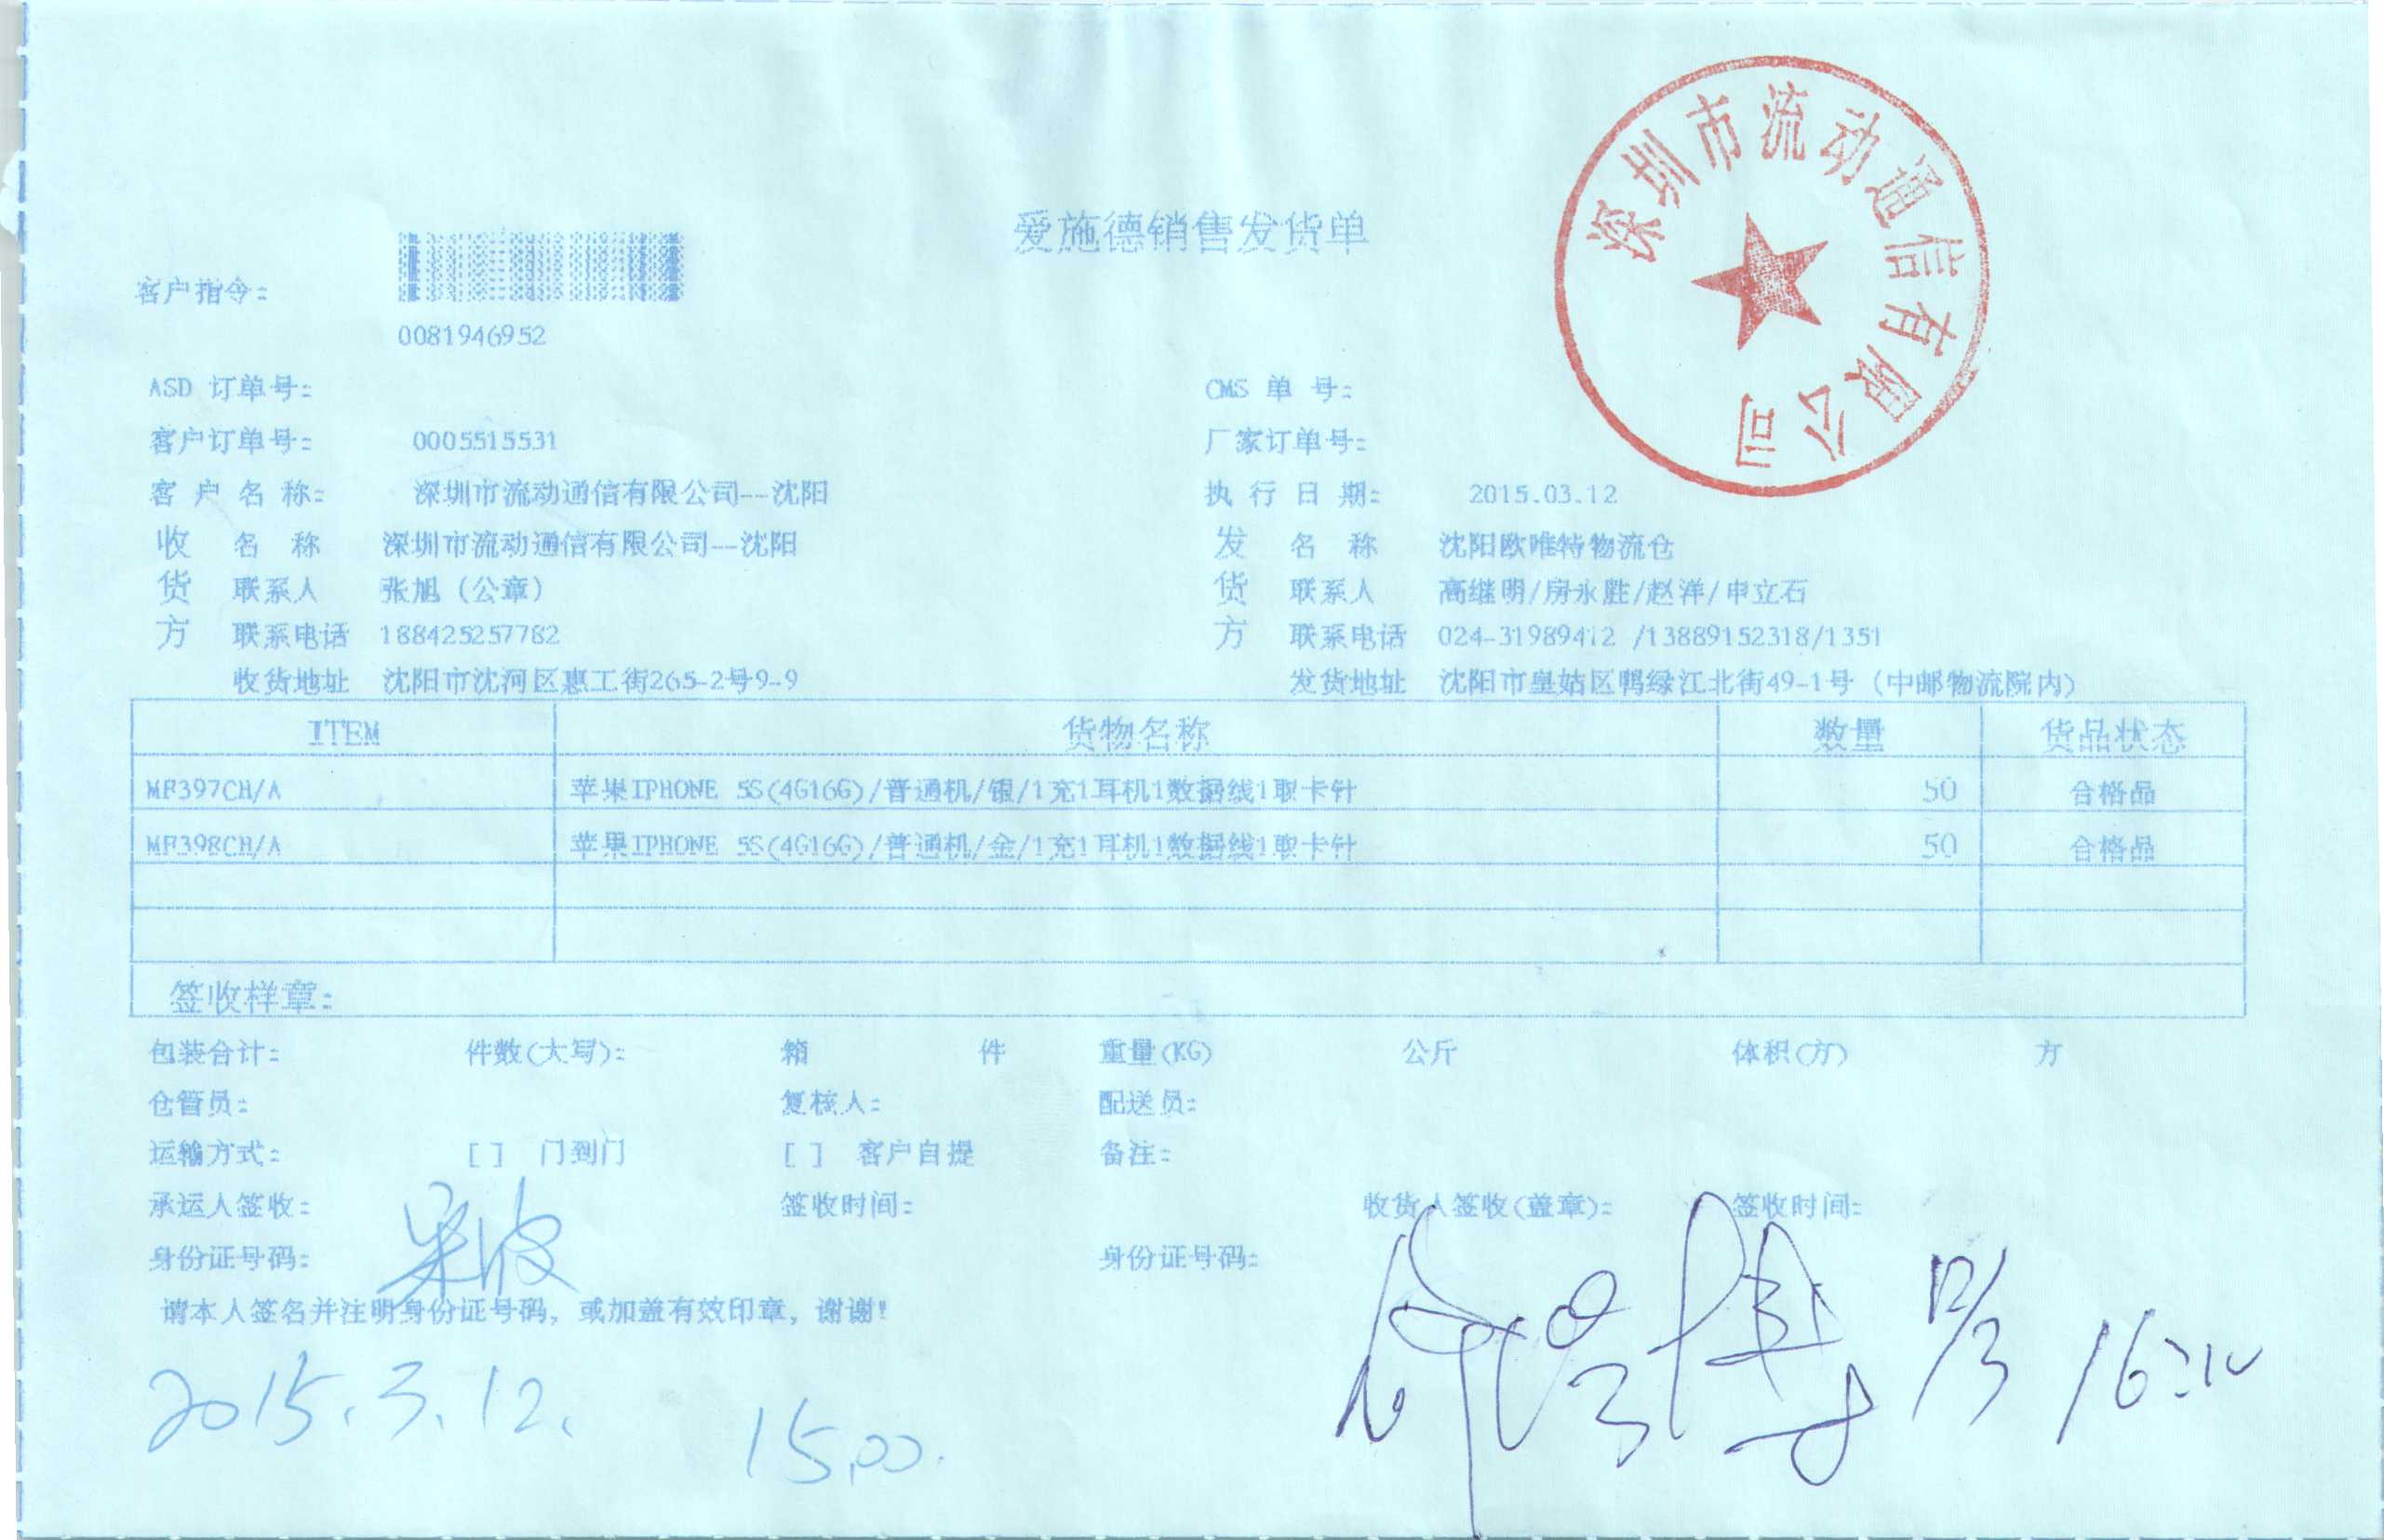 爱施德销售发货单
深圳市流动通信有限公司
客户指令:
0081946952
ASD 订单号: CMS 单 号:
客户订单号: 0005515531 厂家订单号:
客 户 名 称: 深圳市流动通信有限公司--沈阳 执 行 日 期: 2015.03.12
收 名 称 深圳市流动通信有限公司--沈阳 发 名 称 沈阳欧唯特物流仓
货 联系人 张旭（公章） 货 联系人 高继明/房永胜/赵洋/申立石
方 联系电话 188425257782 方 联系电话 024-31989412 /13889152318/1351
收货地址 沈阳市沈河区惠工街265-2号9-9 发货地址 沈阳市皇姑区鸭绿江北街49-1号（中邮物流院内）
ITEM 货物名称 数量 货品状态
MF397CH/A 苹果IPHONE 5S(4G16G)/普通机/银/1充1耳机1数据线1取卡针 50 合格品
MF398CH/A 苹果IPHONE 5S(4G16G)/普通机/金/1充1耳机1数据线1取卡针 50 合格品
签收样章:
包装合计: 件数(大写): 箱 件 重量(KG) 公斤 体积(方) 方
仓管员: 复核人: 配送员:
运输方式: [ ] 门到门 [ ] 客户自提 备注:
承运人签收: 签收时间: 收货人签收(盖章): 签收时间:
身份证号码: 身份证号码:
请本人签名并注明身份证号码, 或加盖有效印章, 谢谢!
2015.3.12. 15.00.
12/3 16:10